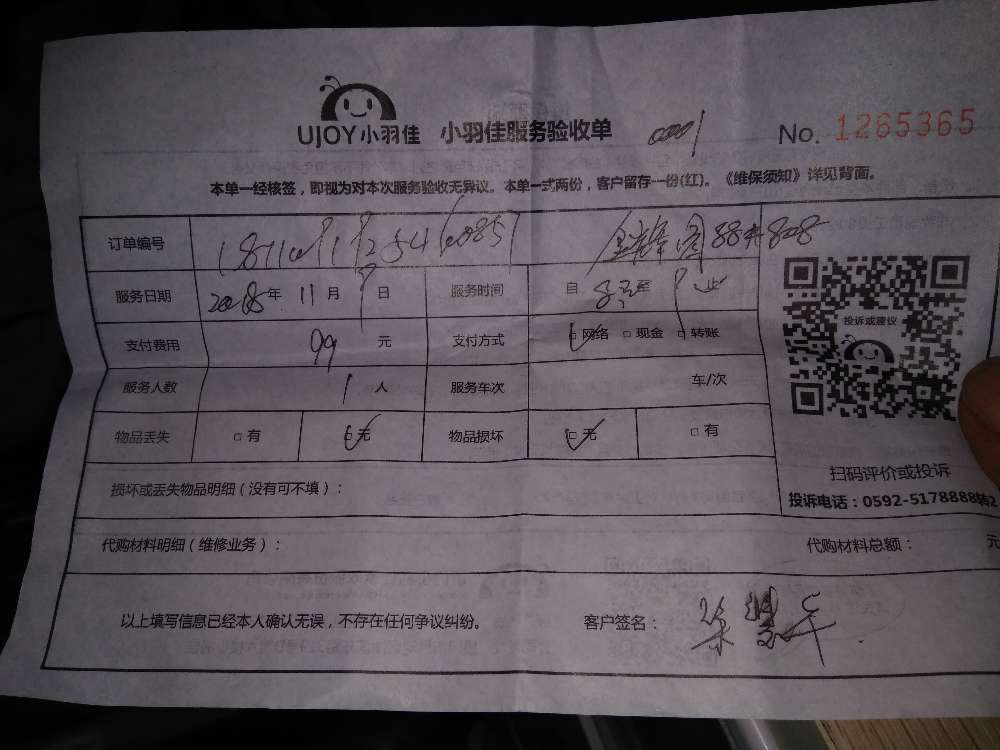 UJOY小羽佳 小羽佳服务验收单 0001 No. 1265365
本单一经核签，即视为对本次服务验收无异议。本单一式两份，客户留存一份(红)。《维保须知》详见背面。
订单编号
服务日期 2018年 11月 9日 服务时间 自 至 止
支付费用 99 元 支付方式 □网络 □现金 □转账
投诉或建议
服务人数 1人 服务车次 车/次
物品丢失 □有 □无 物品损坏 □无 □有
扫码评价或投诉
损坏或丢失物品明细（没有可不填）：
投诉电话：0592-5178888转2
代购材料明细（维修业务）： 代购材料总额： 元
以上填写信息已经本人确认无误，不存在任何争议纠纷。 客户签名：